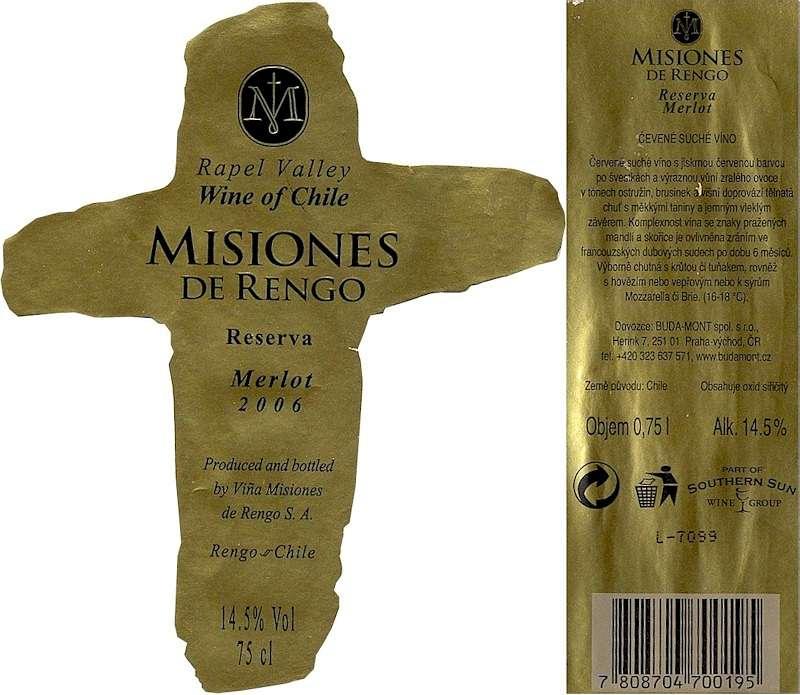 M
Rapel Valley
Wine of Chile
MISIONES
DE RENGO
Reserva
Merlot
2006
Produced and bottled
by Viña Misiones
de Rengo S. A.
Rengo Chile
14.5% Vol
75 cl
M
MISIONES
DE RENGO
Reserva
Merlot
ČEVENÉ SUCHÉ VÍNO
Červené suché víno s jiskrnou červenou barvou
po švestkách a výraznou vůní zralého ovoce
v tónech ostružin, brusinek a višní doprovází tělnatá
chuť s měkkými taniny a jemným vleklým
závěrem. Komplexnost vína se znaky pražených
mandlí a skořice je ovlivněna zráním ve
francouzských dubových sudech po dobu 6 měsíců.
Výborně chutná s krůtou či tuňákem, rovněž
s hovězím nebo vepřovým nebo k sýrům
Mozzarella či Brie. (16-18 °C).
Dovozce: BUDA-MONT spol. s r.o.,
Herink 7, 251 01 Praha-východ, ČR
tel. +420 323 637 571, www.budamont.cz
Země původu: Chile Obsahuje oxid siřičitý
Objem 0,75 l Alk. 14.5%
PART OF
SOUTHERN SUN
WINE GROUP
L-7099
7 808704 700195